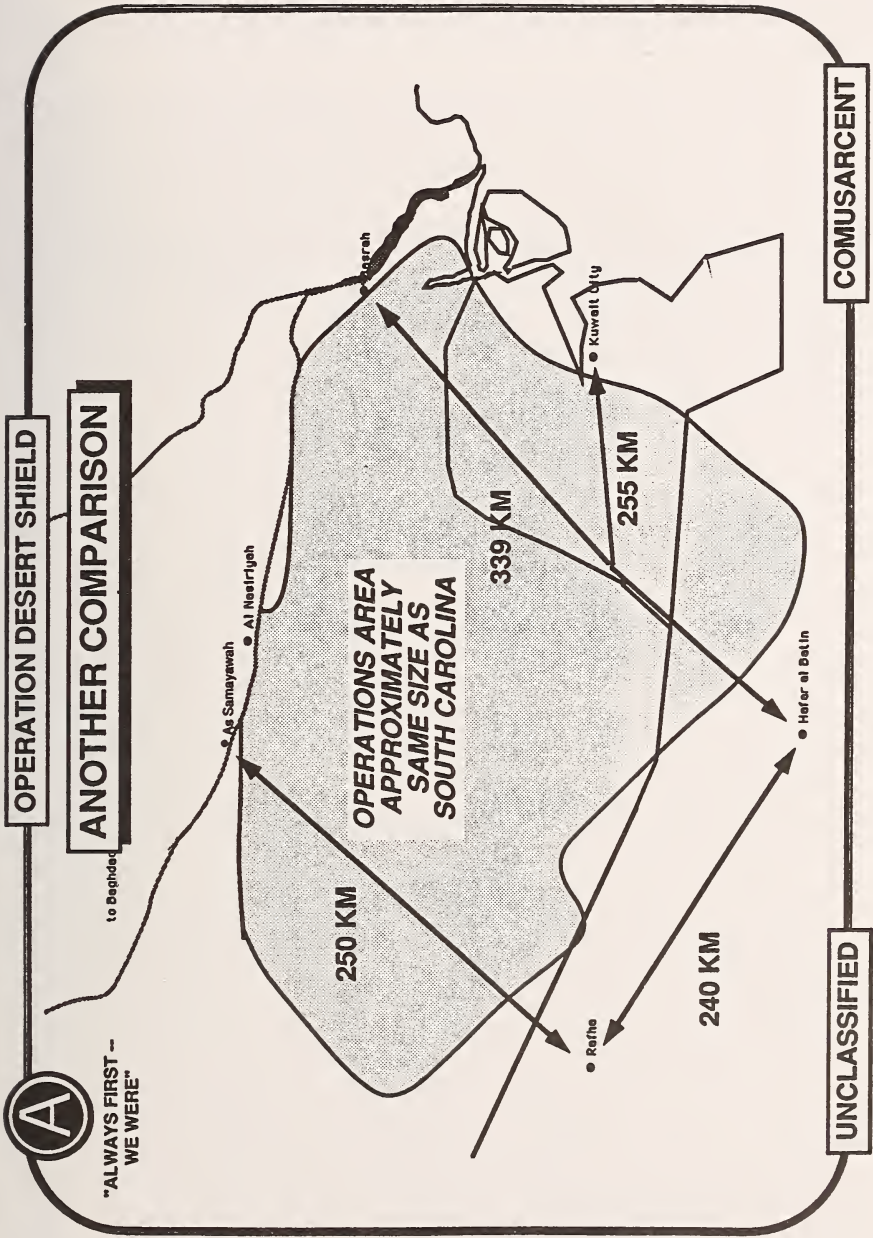 OPERATION DESERT SHIELD
ANOTHER COMPARISON
A
"ALWAYS FIRST –
WE WERE"
to Baghdad
As Samayawah
Al Nasiriyah
Basrah
250 KM
OPERATIONS AREA
APPROXIMATELY
SAME SIZE AS
SOUTH CAROLINA
339 KM
255 KM
Kuwait City
Rafha
240 KM
Hafar al Batin
UNCLASSIFIED
COMUSARCENT